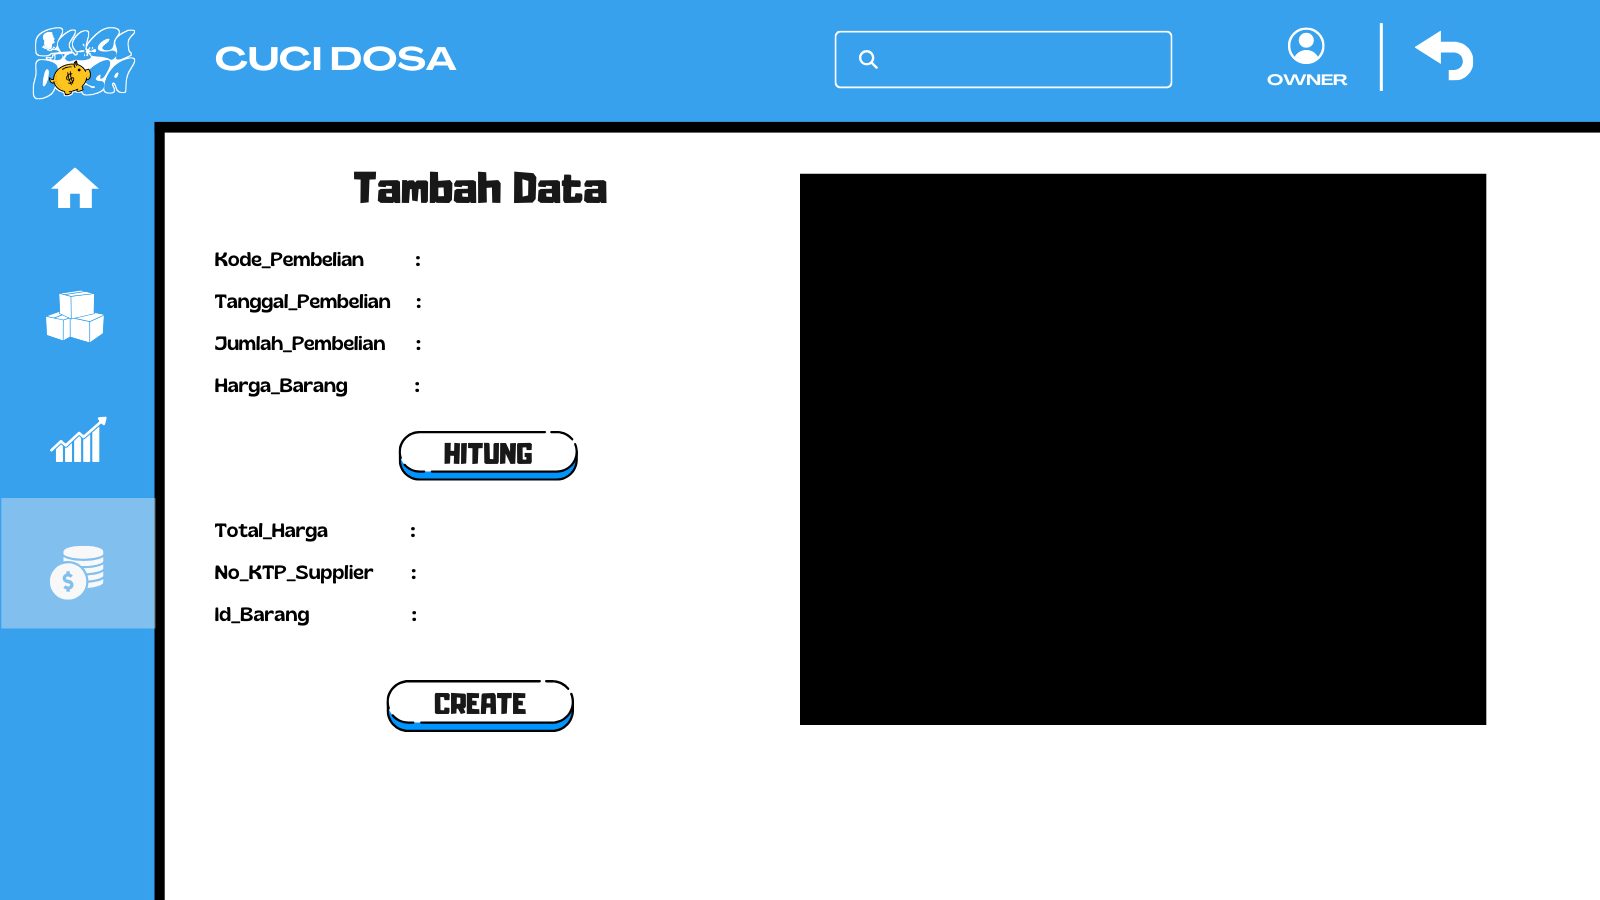 CUCI DOSA
CUCI DOSA
OWNER
Tambah Data
Kode_Pembelian :
Tanggal_Pembelian :
Jumlah_Pembelian :
Harga_Barang :
HITUNG
Total_Harga :
No_KTP_Supplier :
Id_Barang :
CREATE